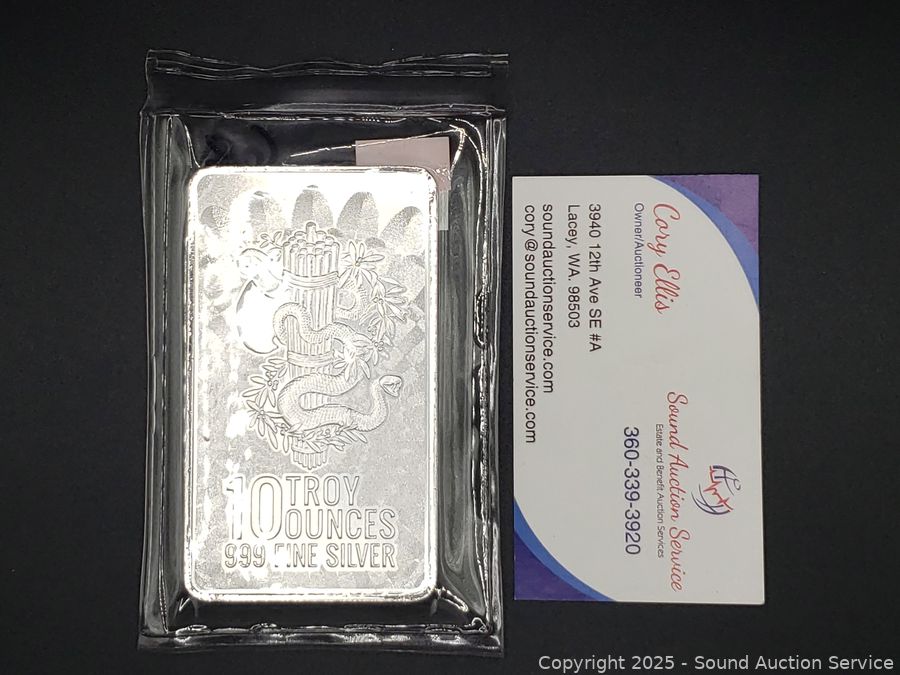 10 TROY
OUNCES
999 FINE SILVER
Cory Ellis
Owner/Auctioneer
3940 12th Ave SE #A
Lacey, WA. 98503
soundauctionservice.com
cory@soundauctionservice.com
Sound Auction Service
Estate and Benefit Auction Services
360-339-3920
Copyright 2025 - Sound Auction Service